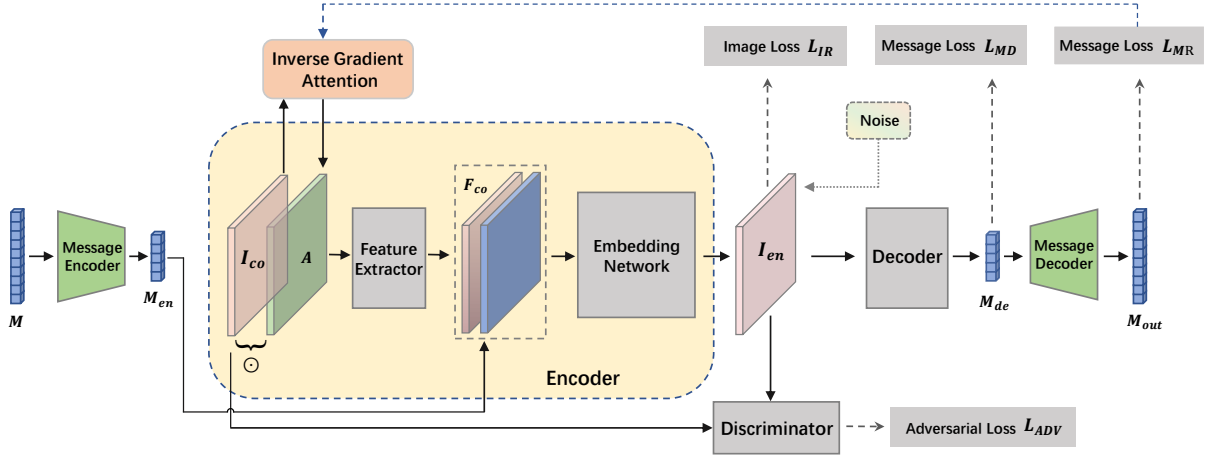 Inverse Gradient
Attention
Image Loss L_IR
Message Loss L_MD
Message Loss L_MR
Noise
F_co
Message
Encoder
I_co
A
Feature
Extractor
Embedding
Network
I_en
Decoder
Message
Decoder
M
M_en
M_de
M_out
⊙
Encoder
Discriminator
Adversarial Loss L_ADV